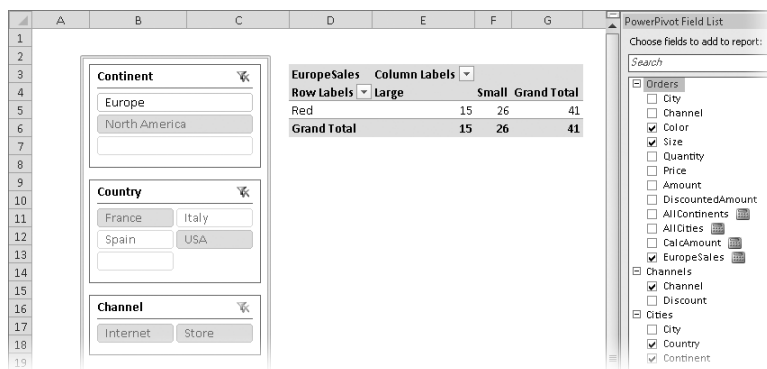 A B C D E F G
PowerPivot Field List
Choose fields to add to report:
Search
1
2
3 Continent EuropeSales Column Labels
4 Europe Row Labels Large Small Grand Total
5 North America Red 15 26 41
6 Grand Total 15 26 41
7
8
9
10 Country
11 France Italy
12 Spain USA
13
14
15
16 Channel
17 Internet Store
18
19
Orders
City
Channel
Color
Size
Quantity
Price
Amount
DiscountedAmount
AllContinents
AllCities
CalcAmount
EuropeSales
Channels
Channel
Discount
Cities
City
Country
Continent